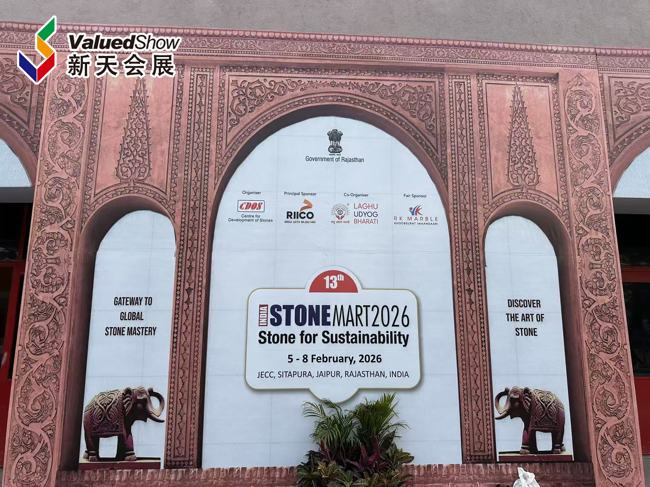 ValuedShow
新天会展
Government of Rajasthan
Organiser
CDOS
Centre for
Development of Stones
Principal Sponsor
RIICO
Co-Organiser
LAGHU
UDYOG
BHARATI
Fair Sponsor
RK MARBLE
GATEWAY TO
GLOBAL
STONE MASTERY
13th
INDIA STONEMART2026
Stone for Sustainability
5 - 8 February, 2026
JECC, SITAPURA, JAIPUR, RAJASTHAN, INDIA
DISCOVER
THE ART OF
STONE